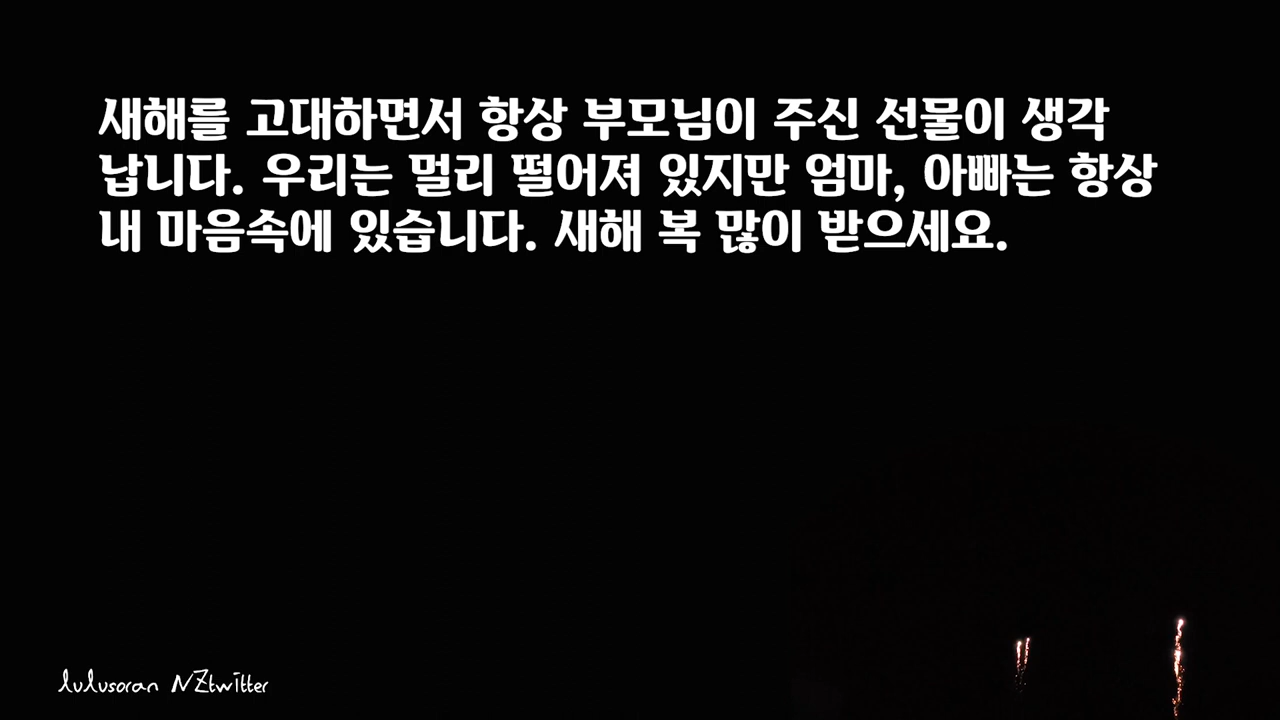 새해를 고대하면서 항상 부모님이 주신 선물이 생각
납니다. 우리는 멀리 떨어져 있지만 엄마, 아빠는 항상
내 마음속에 있습니다. 새해 복 많이 받으세요.
lulusoran NZtwitter